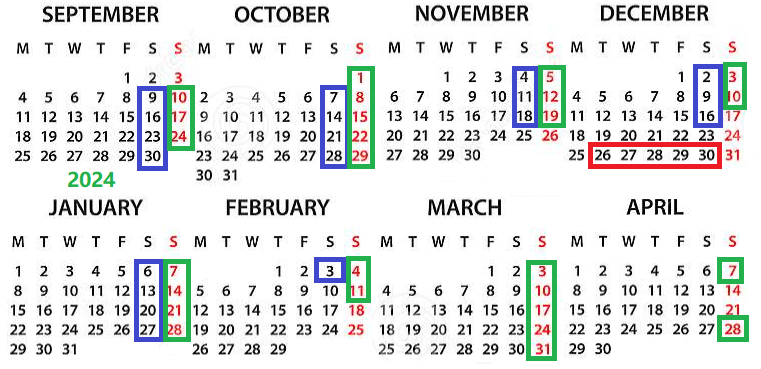 SEPTEMBER OCTOBER NOVEMBER DECEMBER
M T W T F S S M T W T F S S M T W T F S S M T W T F S S
1 2 3 1 1 2 3 4 5 1 2 3
4 5 6 7 8 9 10 2 3 4 5 6 7 8 6 7 8 9 10 11 12 4 5 6 7 8 9 10
11 12 13 14 15 16 17 9 10 11 12 13 14 15 13 14 15 16 17 18 19 11 12 13 14 15 16 17
18 19 20 21 22 23 24 16 17 18 19 20 21 22 20 21 22 23 24 25 26 18 19 20 21 22 23 24
25 26 27 28 29 30 23 24 25 26 27 28 29 27 28 29 30 25 26 27 28 29 30 31
30 31
2024
JANUARY FEBRUARY MARCH APRIL
M T W T F S S M T W T F S S M T W T F S S M T W T F S S
1 2 3 4 5 6 7 1 2 3 4 1 2 3 1 2 3 4 5 6 7
8 9 10 11 12 13 14 5 6 7 8 9 10 11 4 5 6 7 8 9 10 8 9 10 11 12 13 14
15 16 17 18 19 20 21 12 13 14 15 16 17 18 11 12 13 14 15 16 17 15 16 17 18 19 20 21
22 23 24 25 26 27 28 19 20 21 22 23 24 25 18 19 20 21 22 23 24 22 23 24 25 26 27 28
29 30 31 26 27 28 29 25 26 27 28 29 30 31 29 30